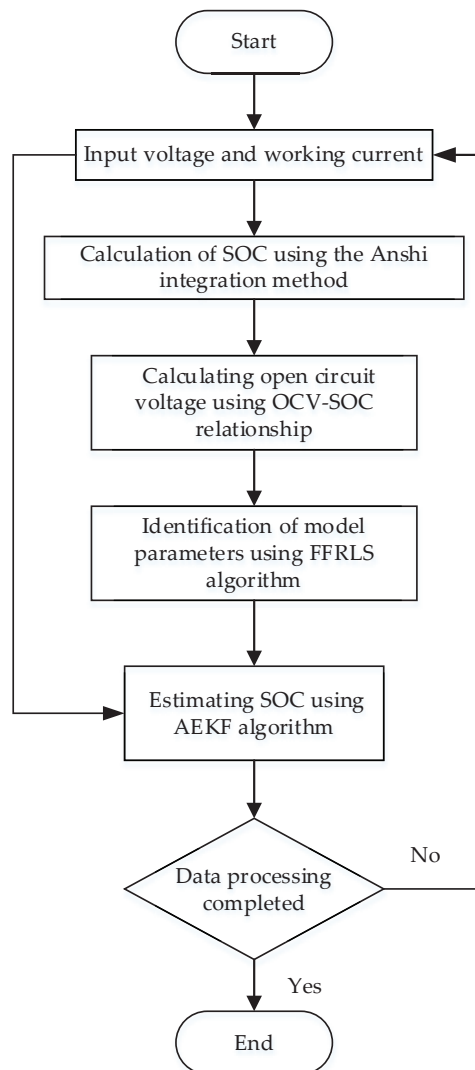 Start
Input voltage and working current
Calculation of SOC using the Anshi
integration method
Calculating open circuit
voltage using OCV-SOC
relationship
Identification of model
parameters using FFRLS
algorithm
Estimating SOC using
AEKF algorithm
Data processing
completed
No
Yes
End